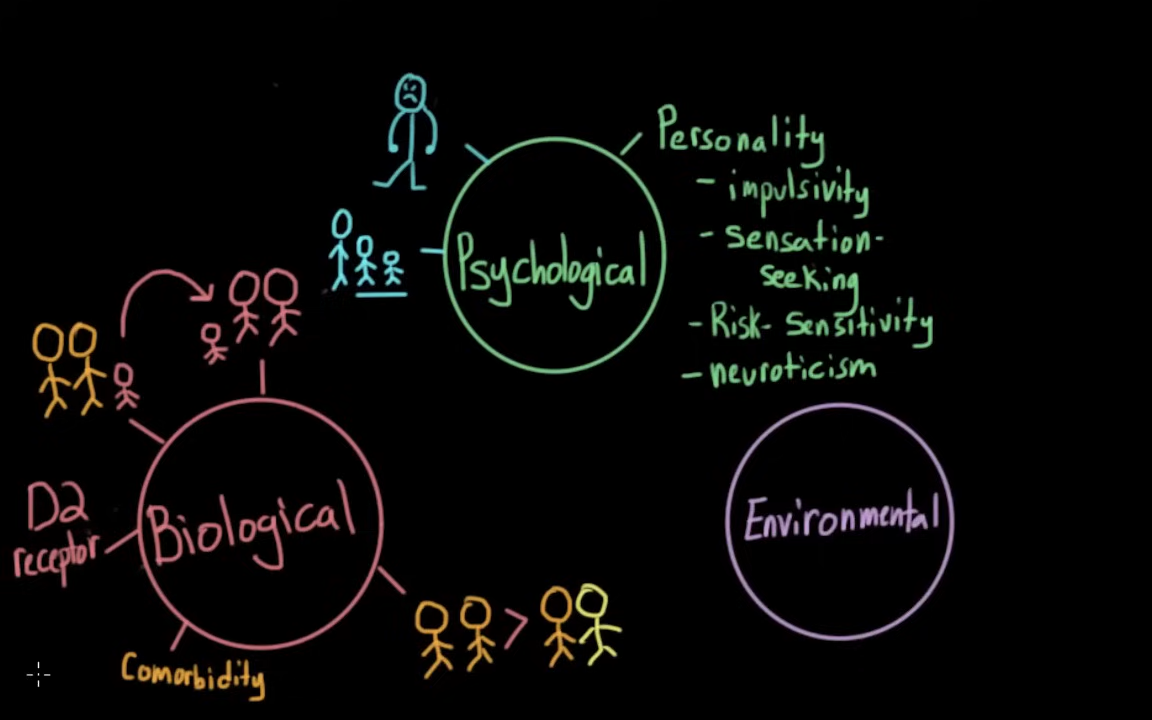 Personality
- impulsivity
- Sensation-
seeking
- Risk-sensitivity
- neuroticism
Psychological
D2
receptor
Biological
Comorbidity
>
Environmental